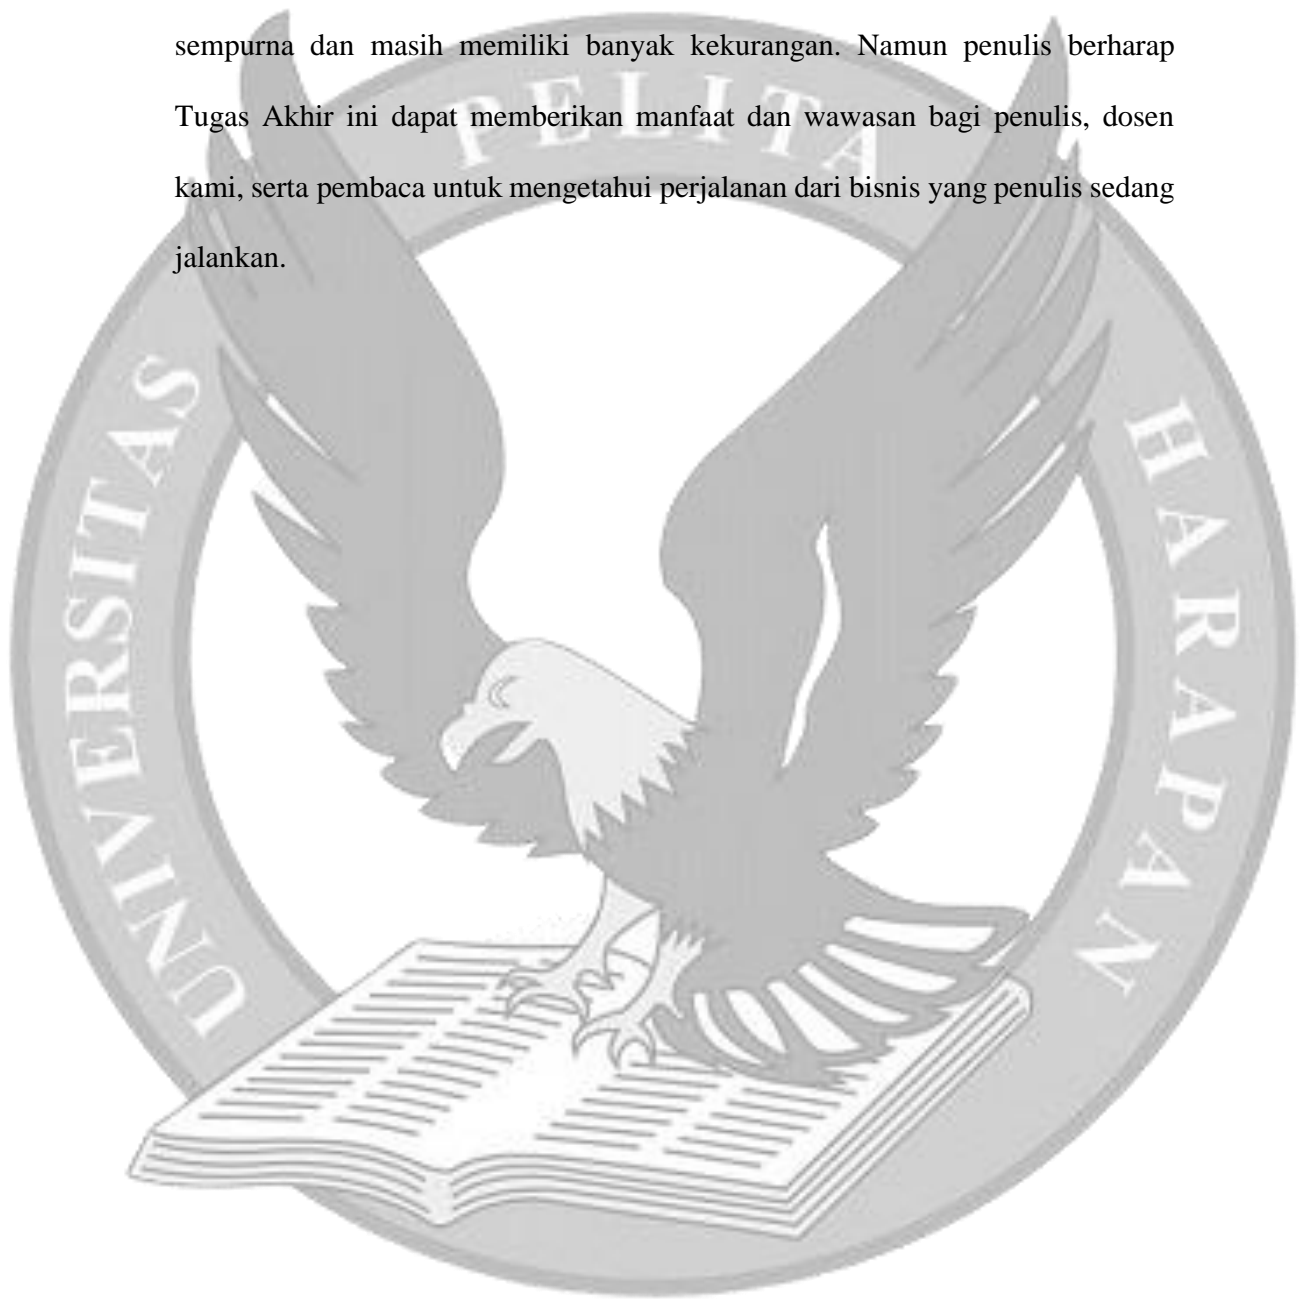 sempurna dan masih memiliki banyak kekurangan. Namun penulis berharap
Tugas Akhir ini dapat memberikan manfaat dan wawasan bagi penulis, dosen
kami, serta pembaca untuk mengetahui perjalanan dari bisnis yang penulis sedang
jalankan.
UNIVERSITAS
PELITA
HARAPAN